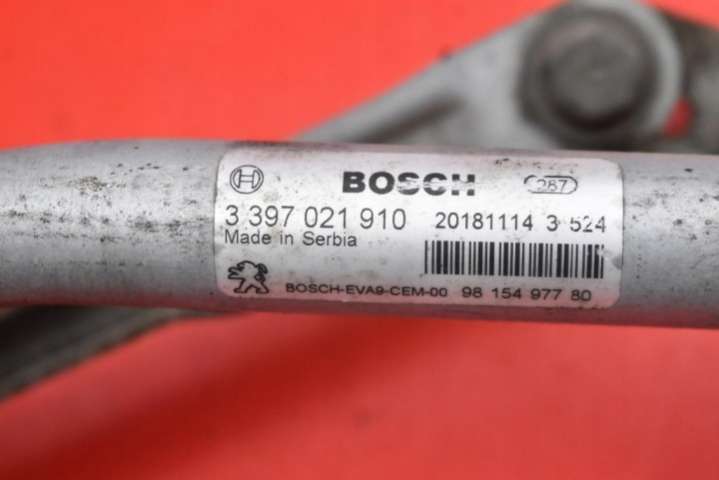 BOSCH 287
3 397 021 910 20181114 3 524
Made in Serbia
BOSCH-EVA9-CEM-00 98 154 977 80